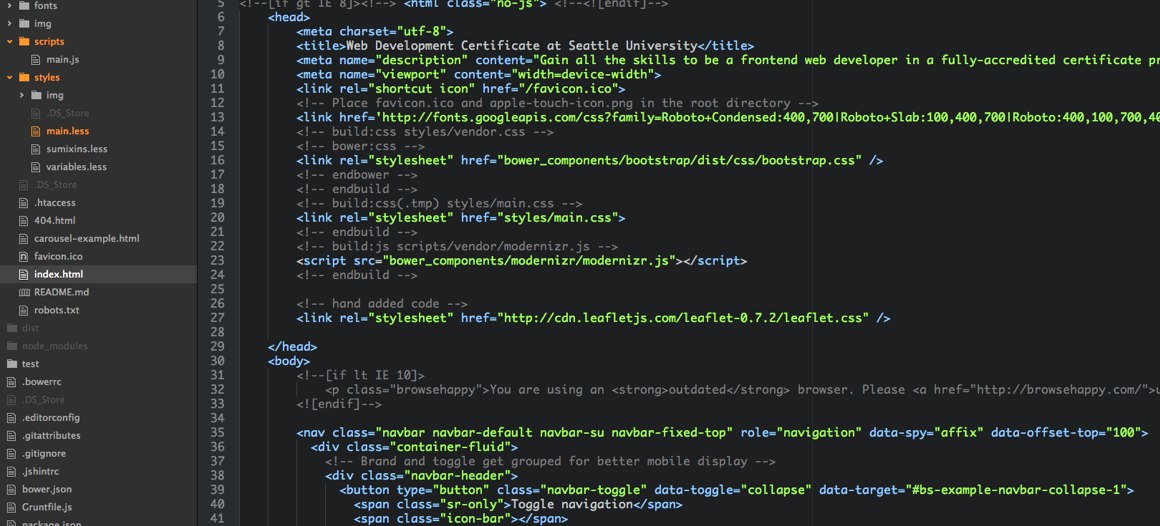 fonts
img
scripts
main.js
styles
img
.DS_Store
main.less
sumixins.less
variables.less
.DS_Store
.htaccess
404.html
carousel-example.html
favicon.ico
index.html
README.md
robots.txt
dist
node_modules
test
.bowerrc
.DS_Store
.editorconfig
.gitattributes
.gitignore
.jshintrc
bower.json
Gruntfile.js
package.json
5 <!--[if gt IE 8]><!--> <html class="no-js"> <!--<![endif]-->
6 <head>
7 <meta charset="utf-8">
8 <title>Web Development Certificate at Seattle University</title>
9 <meta name="description" content="Gain all the skills to be a frontend web developer in a fully-accredited certificate pr
10 <meta name="viewport" content="width=device-width">
11 <link rel="shortcut icon" href="/favicon.ico">
12 <!-- Place favicon.ico and apple-touch-icon.png in the root directory -->
13 <link href='http://fonts.googleapis.com/css?family=Roboto+Condensed:400,700|Roboto+Slab:100,400,700|Roboto:400,100,700,40
14 <!-- build:css styles/vendor.css -->
15 <!-- bower:css -->
16 <link rel="stylesheet" href="bower_components/bootstrap/dist/css/bootstrap.css" />
17 <!-- endbower -->
18 <!-- endbuild -->
19 <!-- build:css(.tmp) styles/main.css -->
20 <link rel="stylesheet" href="styles/main.css">
21 <!-- endbuild -->
22 <!-- build:js scripts/vendor/modernizr.js -->
23 <script src="bower_components/modernizr/modernizr.js"></script>
24 <!-- endbuild -->
25
26 <!-- hand added code -->
27 <link rel="stylesheet" href="http://cdn.leafletjs.com/leaflet-0.7.2/leaflet.css" />
28
29 </head>
30 <body>
31 <!--[if lt IE 10]>
32 <p class="browsehappy">You are using an <strong>outdated</strong> browser. Please <a href="http://browsehappy.com/">u
33 <![endif]-->
34
35 <nav class="navbar navbar-default navbar-su navbar-fixed-top" role="navigation" data-spy="affix" data-offset-top="100">
36 <div class="container-fluid">
37 <!-- Brand and toggle get grouped for better mobile display -->
38 <div class="navbar-header">
39 <button type="button" class="navbar-toggle" data-toggle="collapse" data-target="#bs-example-navbar-collapse-1">
40 <span class="sr-only">Toggle navigation</span>
41 <span class="icon-bar"></span>